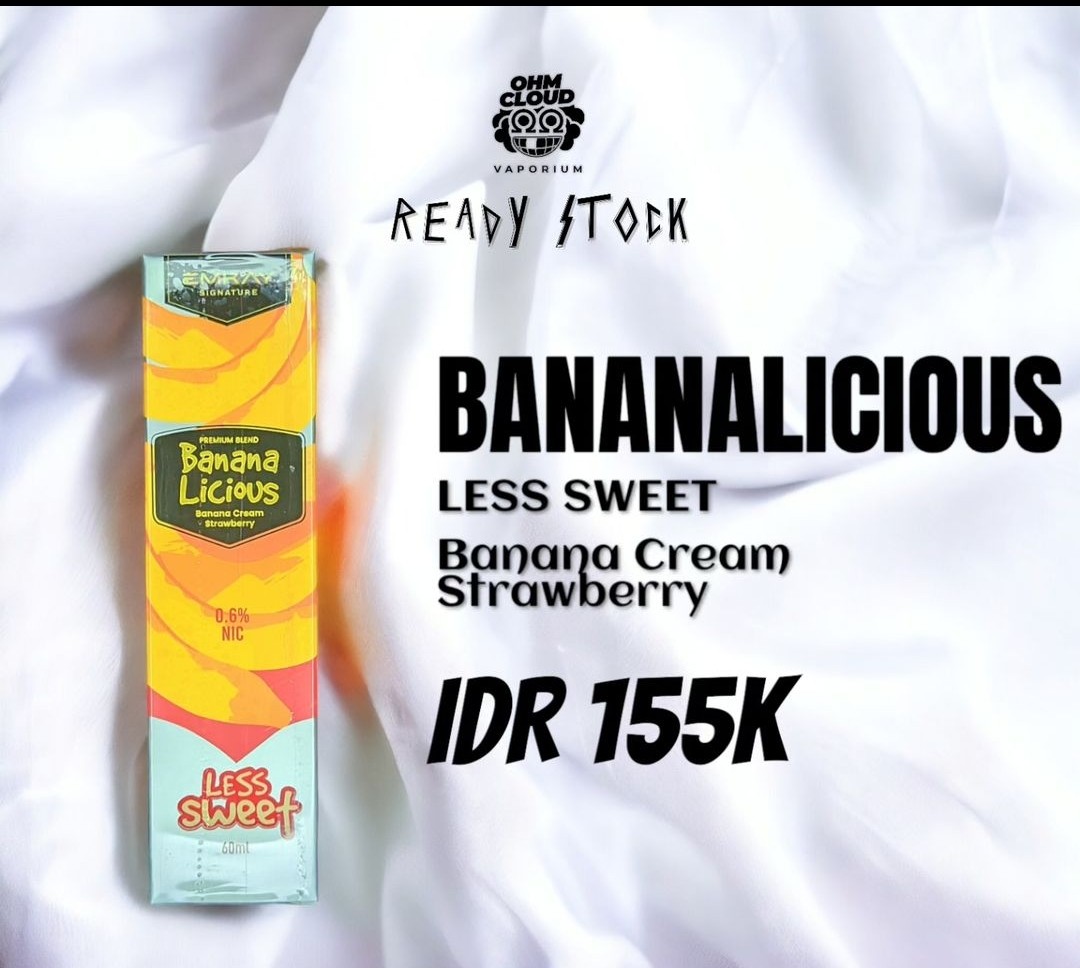 OHM
CLOUD
VAPORIUM
READY STOCK
EMRAY
SIGNATURE
PREMIUM BLEND
Banana
Licious
Banana Cream
Strawberry
0.6%
NIC
LESS
sweet
60ml
BANANALICIOUS
LESS SWEET
Banana Cream
Strawberry
IDR 155K